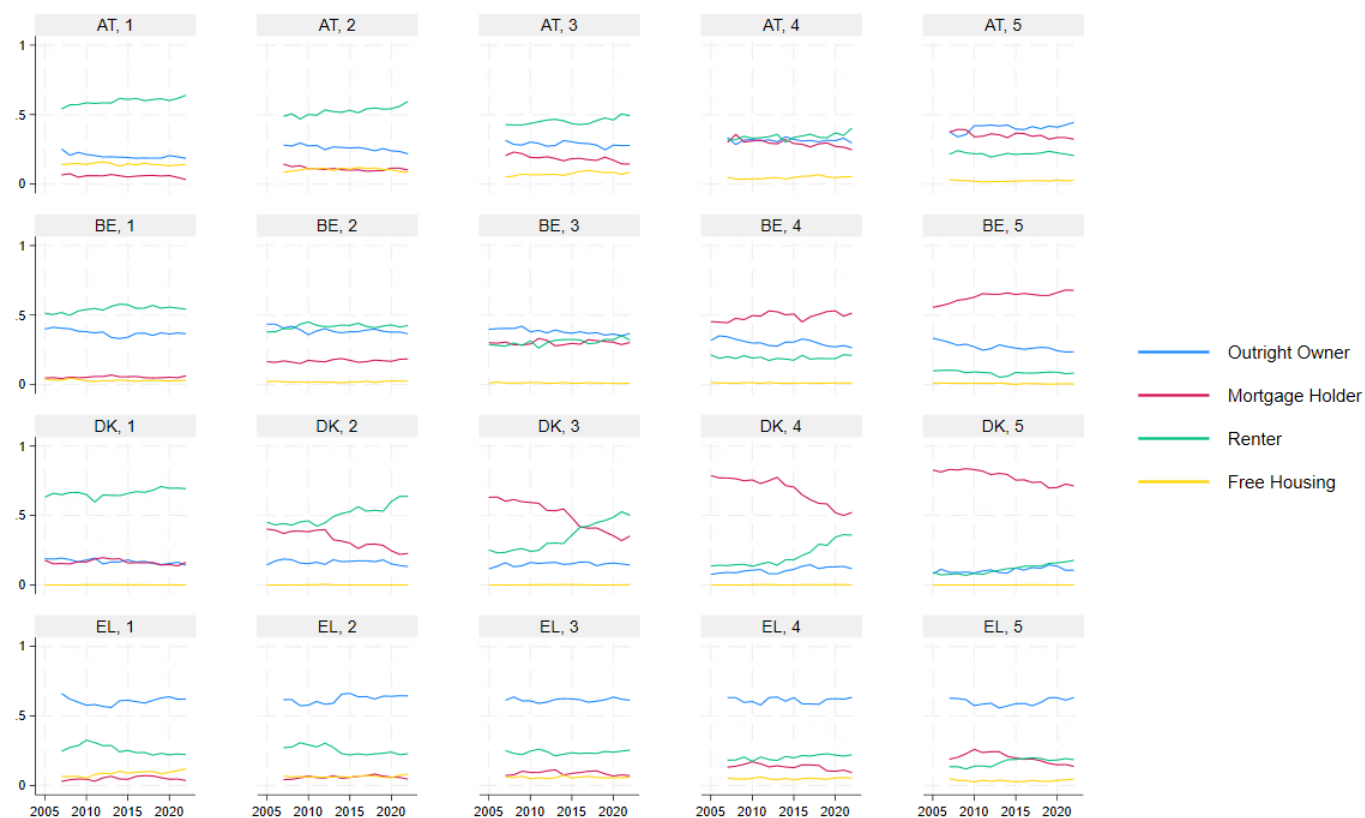 AT, 1
AT, 2
AT, 3
AT, 4
AT, 5
1
.5
0
BE, 1
BE, 2
BE, 3
BE, 4
BE, 5
1
.5
0
DK, 1
DK, 2
DK, 3
DK, 4
DK, 5
1
.5
0
EL, 1
EL, 2
EL, 3
EL, 4
EL, 5
1
.5
0
2005 2010 2015 2020
2005 2010 2015 2020
2005 2010 2015 2020
2005 2010 2015 2020
2005 2010 2015 2020
Outright Owner
Mortgage Holder
Renter
Free Housing